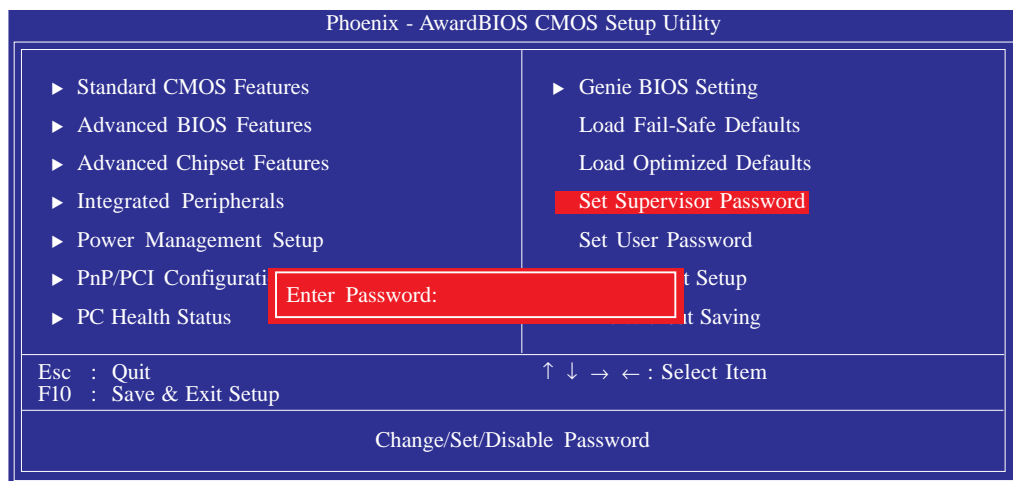 Phoenix - AwardBIOS CMOS Setup Utility
► Standard CMOS Features
► Advanced BIOS Features
► Advanced Chipset Features
► Integrated Peripherals
► Power Management Setup
► PnP/PCI Configurati
► PC Health Status
► Genie BIOS Setting
Load Fail-Safe Defaults
Load Optimized Defaults
Set Supervisor Password
Set User Password
t Setup
Saving
Enter Password:
Esc : Quit
F10 : Save & Exit Setup
↑ ↓ → ← : Select Item
Change/Set/Disable Password